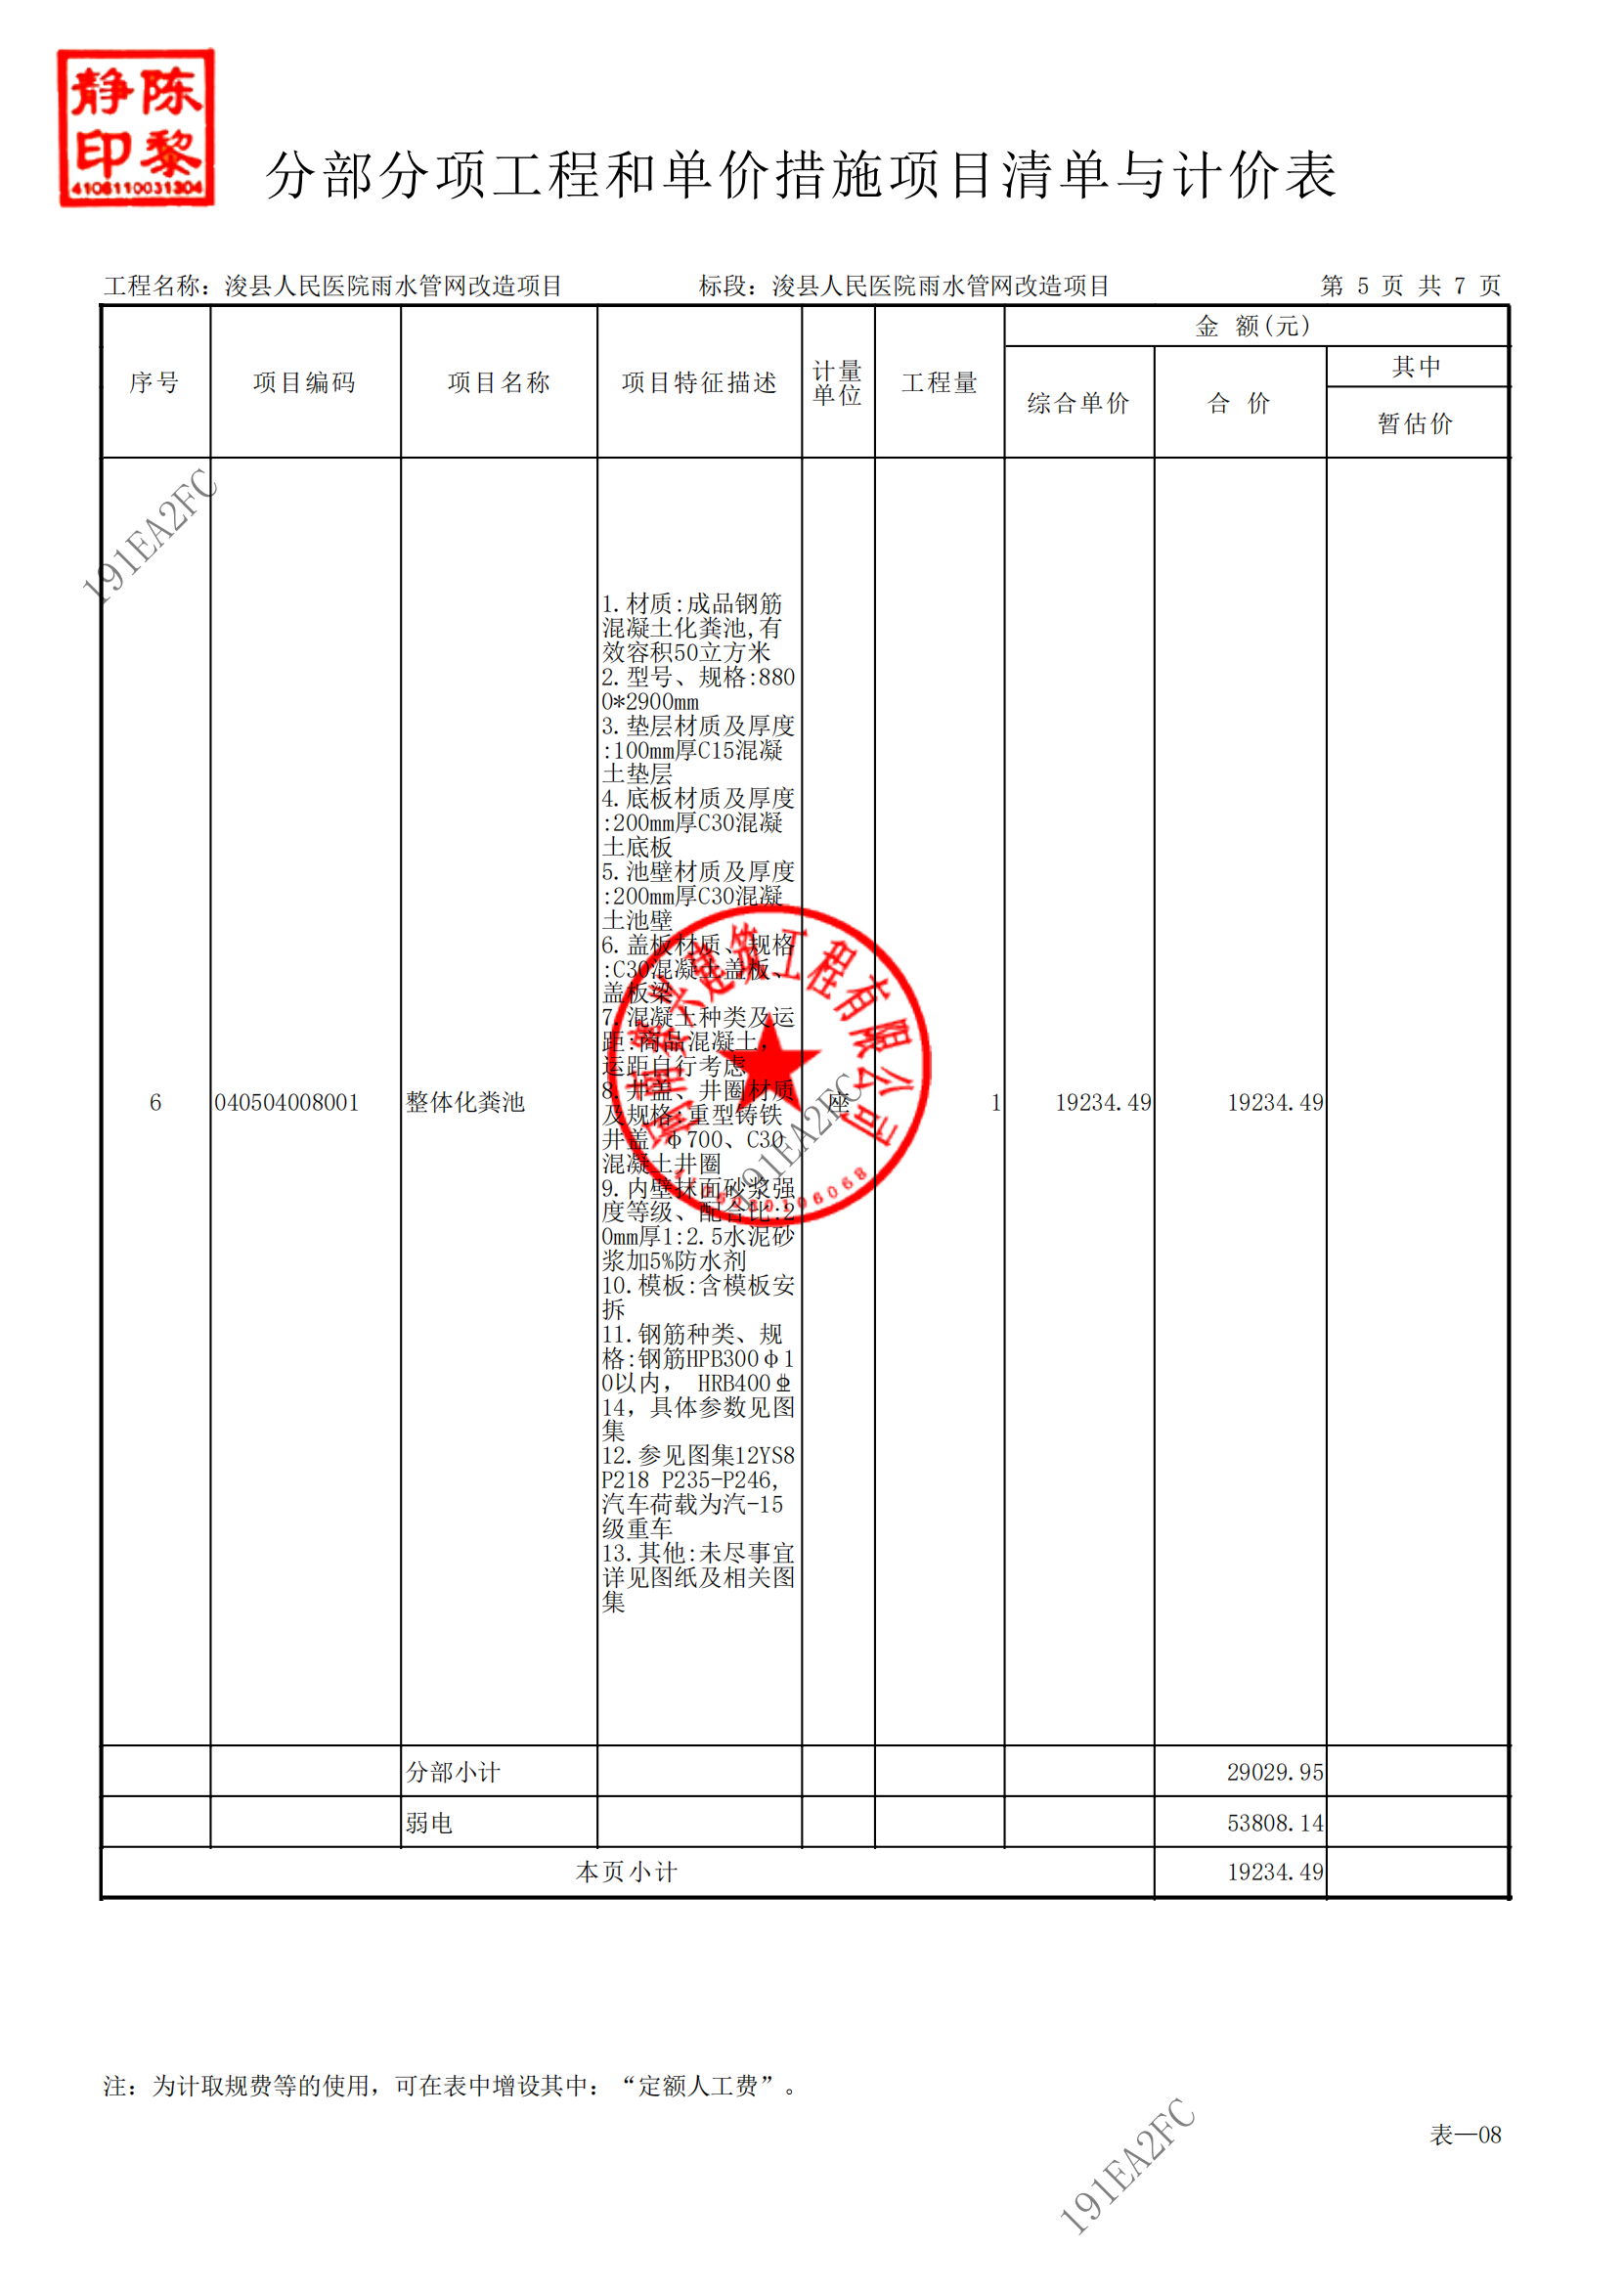 静陈
印黎
4106110031304
分部分项工程和单价措施项目清单与计价表
工程名称：浚县人民医院雨水管网改造项目 标段：浚县人民医院雨水管网改造项目 第 5 页 共 7 页
序号 项目编码 项目名称 项目特征描述 计量单位 工程量 金 额(元)
综合单价 合 价 其中
暂估价
191EA2FC
1.材质:成品钢筋
混凝土化粪池,有
效容积50立方米
2.型号、规格:880
0*2900mm
3.垫层材质及厚度
:100mm厚C15混凝
土垫层
4.底板材质及厚度
:200mm厚C30混凝
土底板
5.池壁材质及厚度
:200mm厚C30混凝
土池壁
6.盖板材质、规格
:C30混凝土盖板、
盖板梁
7.混凝土种类及运
距:商品混凝土，
运距自行考虑
8.井盖、井圈材质
及规格:重型铸铁
井盖 φ700、C30
混凝土井圈
9.内壁抹面砂浆强
度等级、配合比:2
0mm厚1:2.5水泥砂
浆加5%防水剂
10.模板:含模板安
拆
11.钢筋种类、规
格:钢筋HPB300φ1
0以内， HRB400⏂
14，具体参数见图
集
12.参见图集12YS8
P218 P235-P246,
汽车荷载为汽-15
级重车
13.其他:未尽事宜
详见图纸及相关图
集
6 040504008001 整体化粪池 座 1 19234.49 19234.49
建筑工程有限公司
191EA2FC
分部小计 29029.95
弱电 53808.14
本页小计 19234.49
注：为计取规费等的使用，可在表中增设其中：“定额人工费”。
表—08
191EA2FC